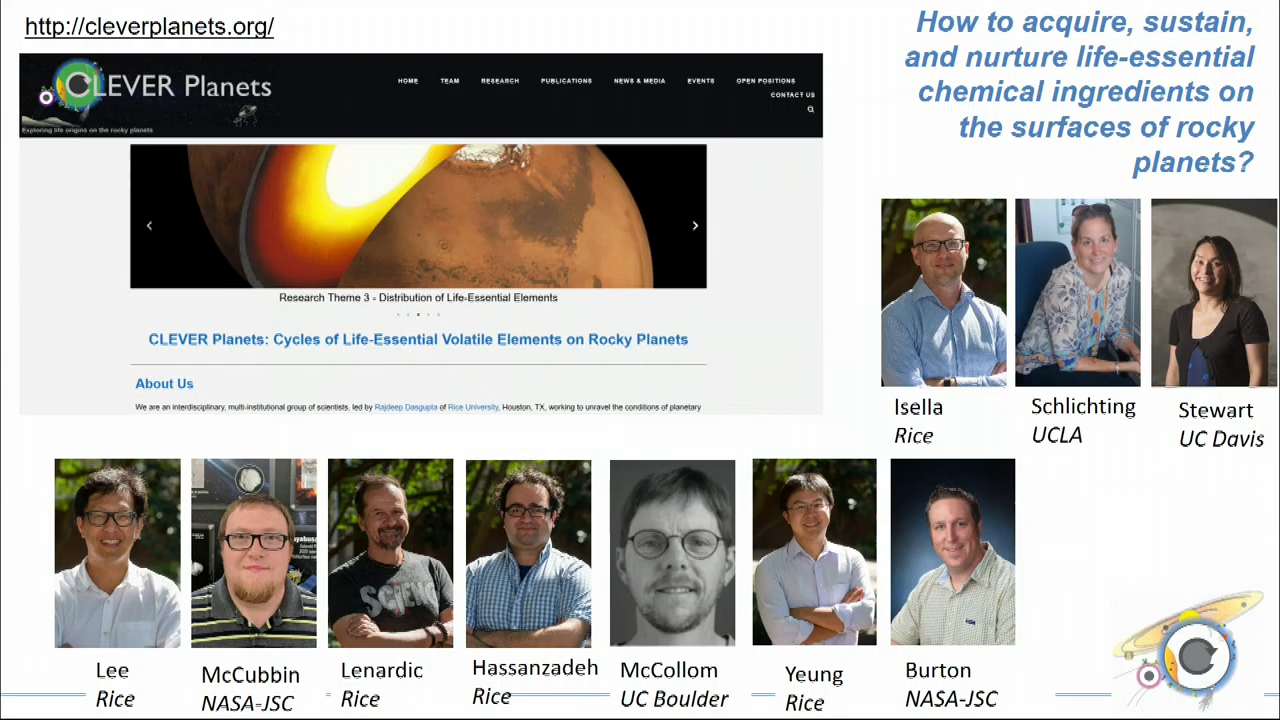 http://cleverplanets.org/
How to acquire, sustain,
and nurture life-essential
chemical ingredients on
the surfaces of rocky
planets?
CLEVER Planets
Exploring life origins on the rocky planets
HOME TEAM RESEARCH PUBLICATIONS NEWS & MEDIA EVENTS OPEN POSITIONS
CONTACT US
Research Theme 3 - Distribution of Life-Essential Elements
CLEVER Planets: Cycles of Life-Essential Volatile Elements on Rocky Planets
About Us
We are an interdisciplinary, multi-institutional group of scientists, led by Rajdeep Dasgupta of Rice University, Houston, TX, working to unravel the conditions of planetary
Isella
Rice
Schlichting
UCLA
Stewart
UC Davis
SCIENCE
Lee
Rice
McCubbin
NASA-JSC
Lenardic
Rice
Hassanzadeh
Rice
McCollom
UC Boulder
Yeung
Rice
Burton
NASA-JSC